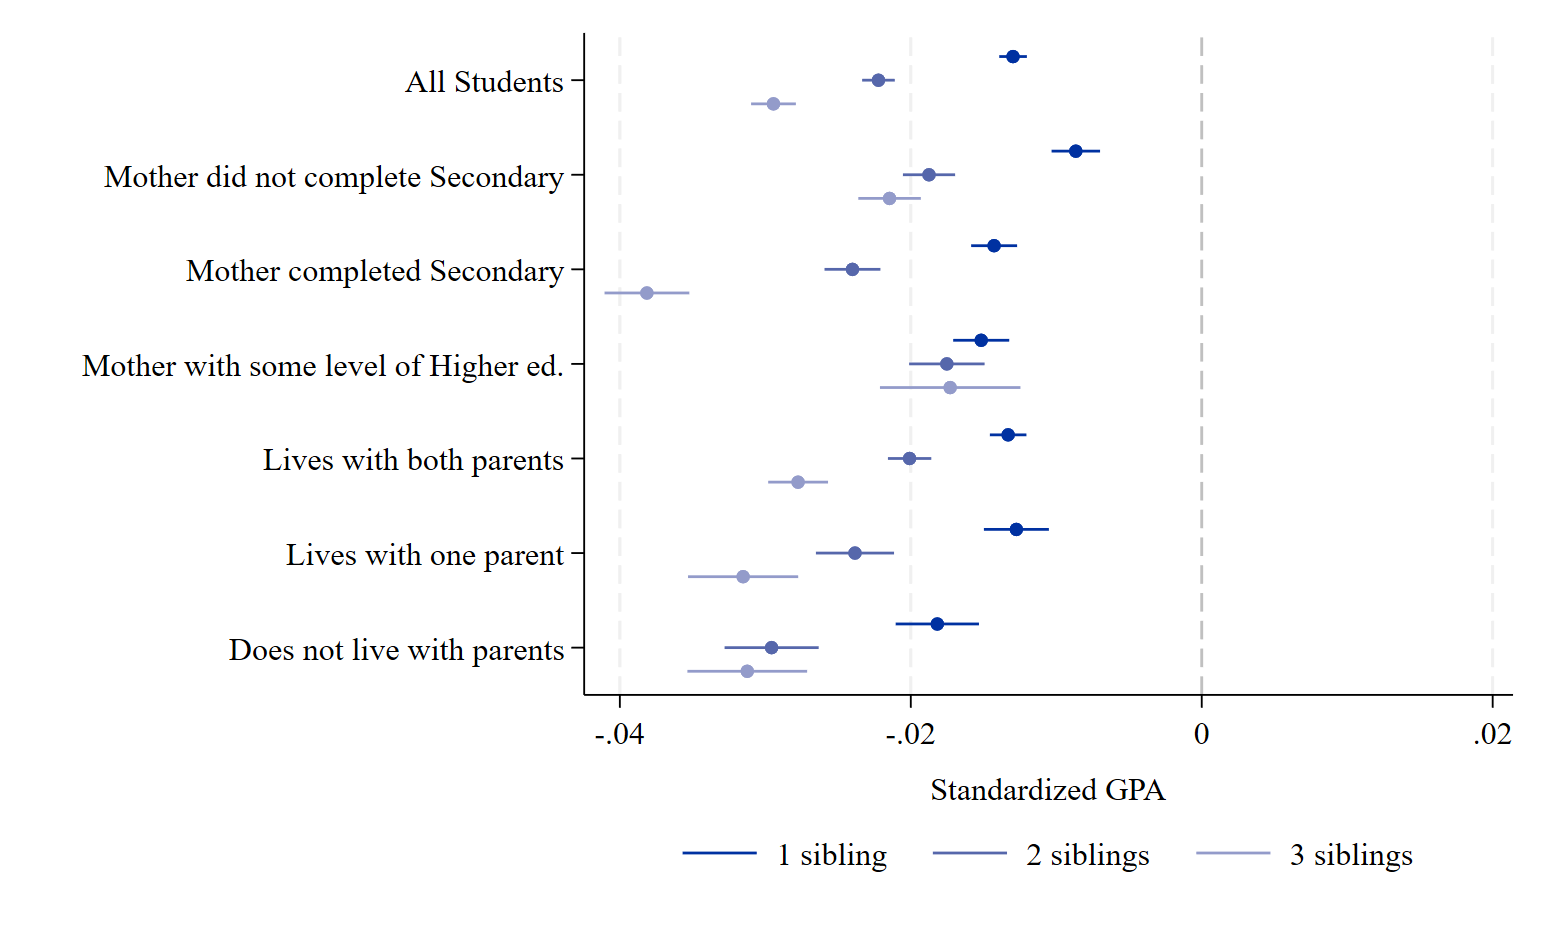 All Students
Mother did not complete Secondary
Mother completed Secondary
Mother with some level of Higher ed.
Lives with both parents
Lives with one parent
Does not live with parents
-.04 -.02 0 .02
Standardized GPA
1 sibling 2 siblings 3 siblings